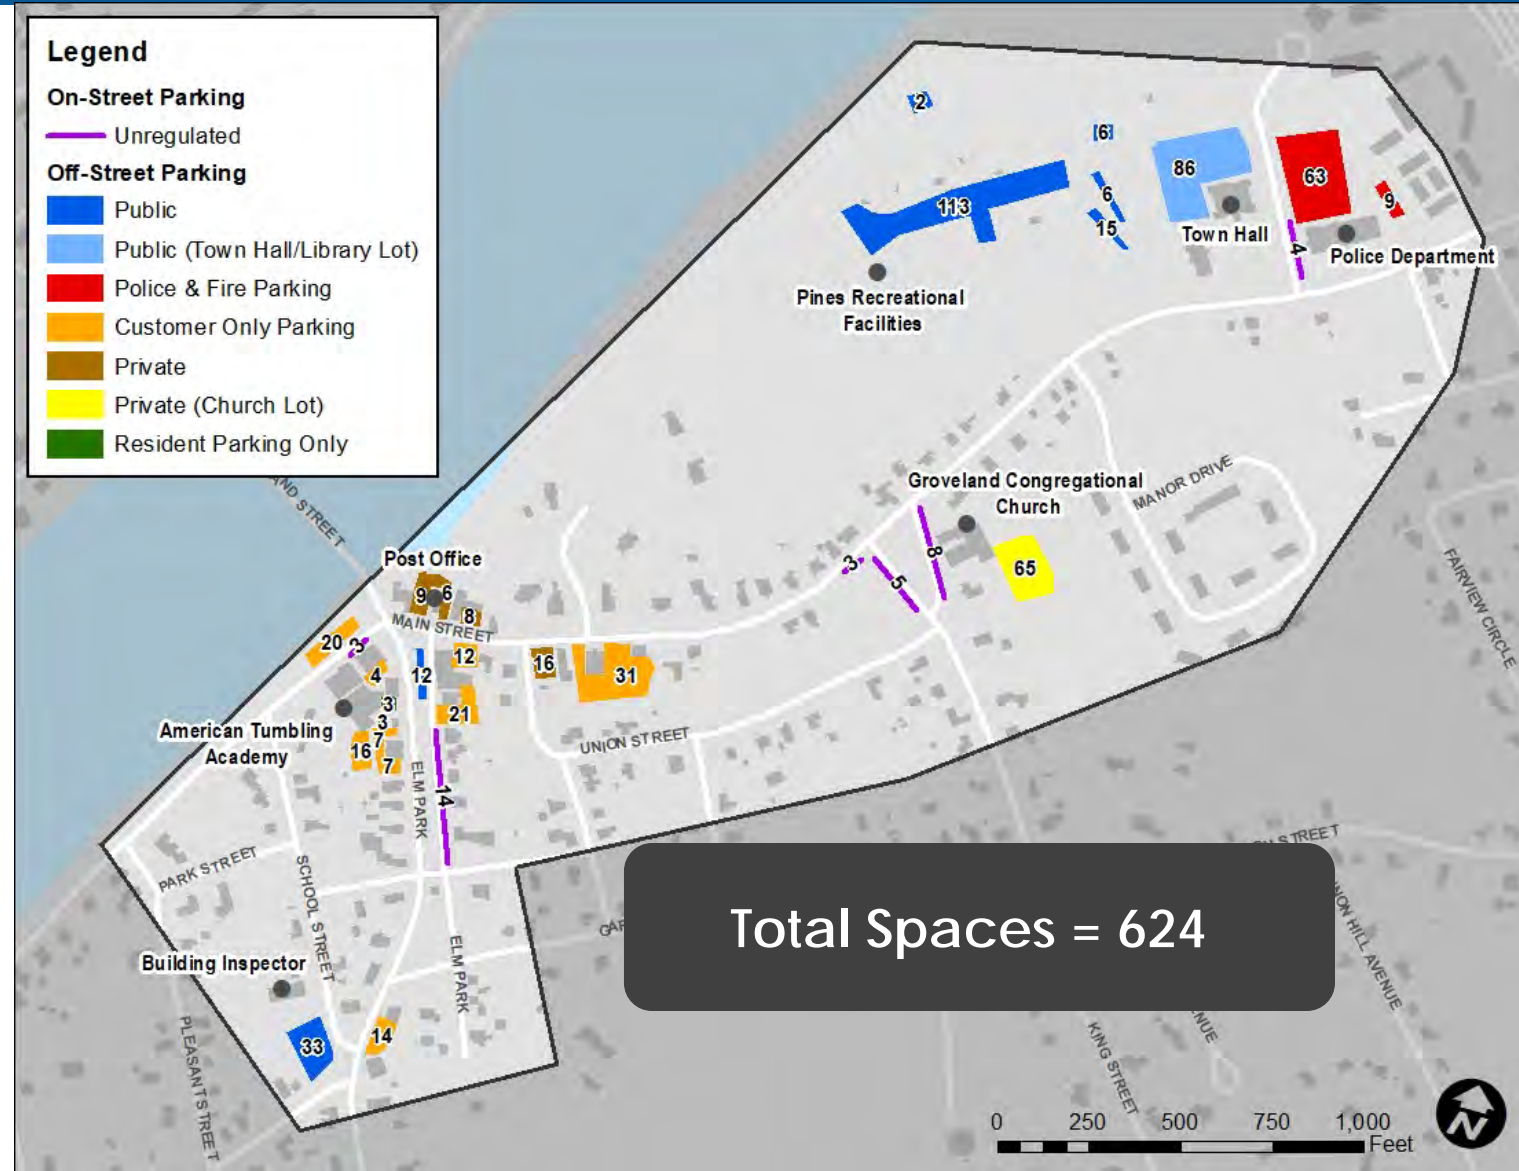 Legend
On-Street Parking
Unregulated
Off-Street Parking
Public
Public (Town Hall/Library Lot)
Police & Fire Parking
Customer Only Parking
Private
Private (Church Lot)
Resident Parking Only
2
6
86
63
9
113
6
15
4
Town Hall
Police Department
Pines Recreational
Facilities
Groveland Congregational
Church
MANOR DRIVE
STREET
Post Office
3
5
8
65
FAIRVIEW CIRCLE
9
6
8
MAIN STREET
20
3
12
16
31
4
12
3
21
3
7
16
7
American Tumbling
Academy
UNION STREET
ELM PARK
14
PARK STREET
SCHOOL STREET
STREET
Total Spaces = 624
UNION HILL AVENUE
ELM PARK
Building Inspector
33
14
PLEASANT STREET
KING STREET
0 250 500 750 1,000
Feet
N